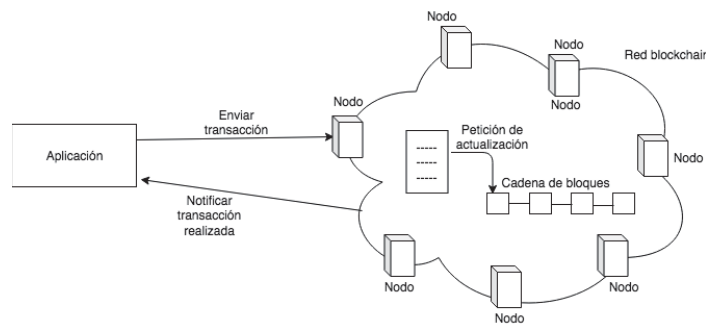 Nodo
Nodo
Red blockchain
Nodo
Nodo
Enviar
transacción
Petición de
actualización
Aplicación
Nodo
Cadena de bloques
Notificar
transacción
realizada
Nodo
Nodo
Nodo